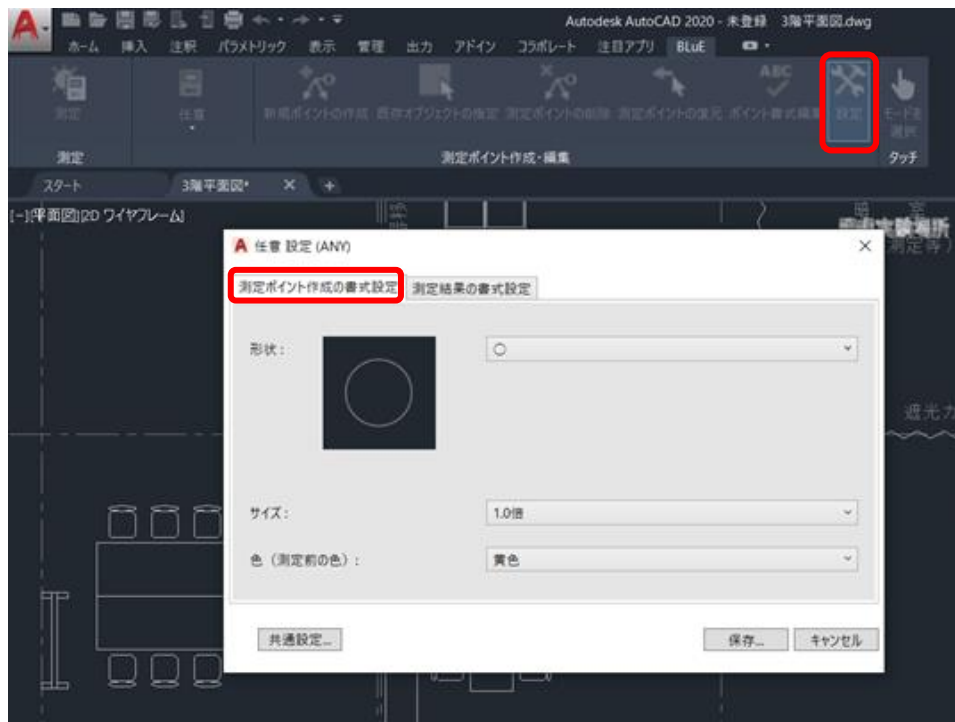 Autodesk AutoCAD 2020 - 未登録 3階平面図.dwg
ホーム 挿入 注釈 パラメトリック 表示 管理 出力 アドイン コラボレート 注目アプリ BLuE
測定 任意 新規ポイントの作成 既存オブジェクトの指定 測定ポイントの削除 測定ポイントの復元 ポイント書式編集 設定 モードを
選択
測定 測定ポイント作成・編集 タッチ
スタート 3階平面図* × +
[-][平面図][2D ワイヤフレーム]
測定等)
任意 設定 (ANY)
測定ポイント作成の書式設定 測定結果の書式設定
形状: ○
遮光カ
サイズ: 1.0倍
色(測定前の色): 黄色
共通設定... 保存... キャンセル